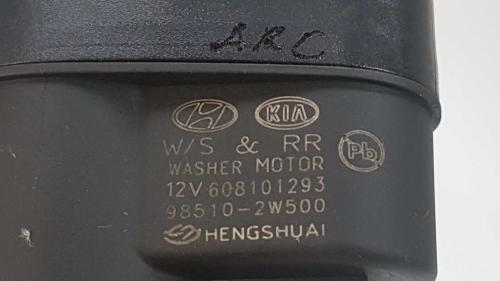 ARC
KIA
W/S & RR
Pb
WASHER MOTOR
12V 608101293
98510-2W500
HENGSHUAI